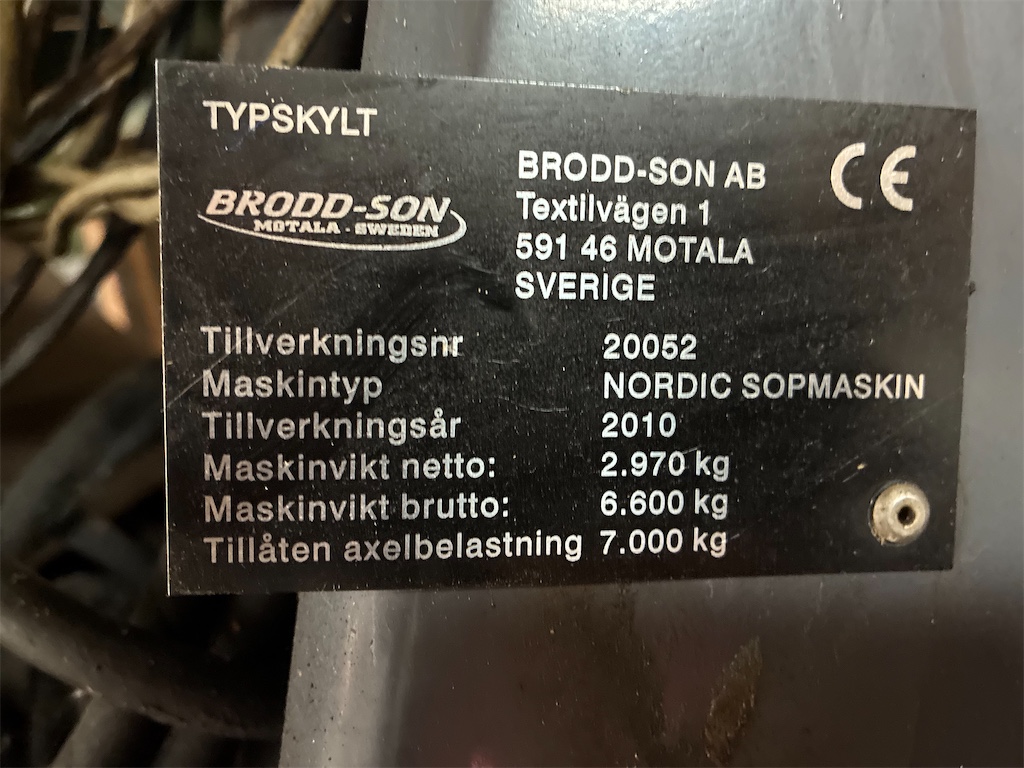 TYPSKYLT
BRODD-SON
MOTALA - SWEDEN
BRODD-SON AB
Textilvägen 1
591 46 MOTALA
SVERIGE
CE
Tillverkningsnr 20052
Maskintyp NORDIC SOPMASKIN
Tillverkningsår 2010
Maskinvikt netto: 2.970 kg
Maskinvikt brutto: 6.600 kg
Tillåten axelbelastning 7.000 kg